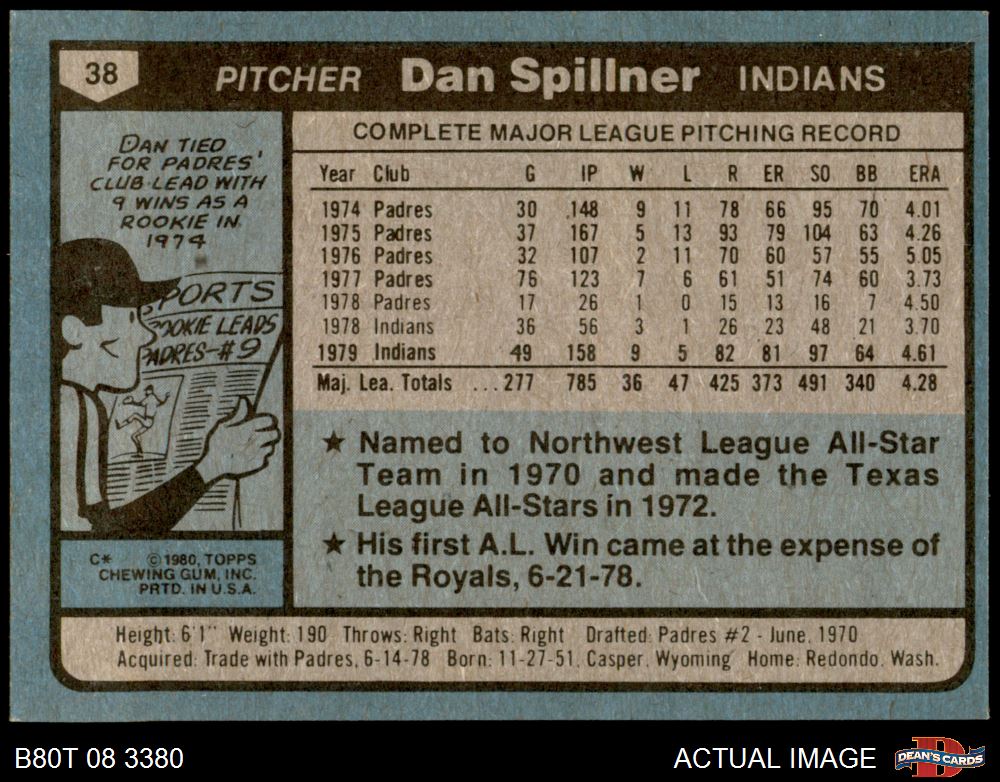 38 PITCHER Dan Spillner INDIANS
DAN TIED
FOR PADRES'
CLUB LEAD WITH
9 WINS AS A
ROOKIE IN
1974
SPORTS
ROOKIE LEADS
PADRES-#9
C* ©1980, TOPPS
CHEWING GUM, INC.
PRTD. IN U.S.A.
COMPLETE MAJOR LEAGUE PITCHING RECORD
Year Club G IP W L R ER SO BB ERA
1974 Padres 30 148 9 11 78 66 95 70 4.01
1975 Padres 37 167 5 13 93 79 104 63 4.26
1976 Padres 32 107 2 11 70 60 57 55 5.05
1977 Padres 76 123 7 6 61 51 74 60 3.73
1978 Padres 17 26 1 0 15 13 16 7 4.50
1978 Indians 36 56 3 1 26 23 48 21 3.70
1979 Indians 49 158 9 5 82 81 97 64 4.61
Maj. Lea. Totals ...277 785 36 47 425 373 491 340 4.28
★ Named to Northwest League All-Star
Team in 1970 and made the Texas
League All-Stars in 1972.
★ His first A.L. Win came at the expense of
the Royals, 6-21-78.
Height: 6'1" Weight: 190 Throws: Right Bats: Right Drafted: Padres #2 - June, 1970
Acquired: Trade with Padres, 6-14-78 Born: 11-27-51, Casper, Wyoming Home: Redondo, Wash.
B80T 08 3380 ACTUAL IMAGE D DEAN'S CARDS